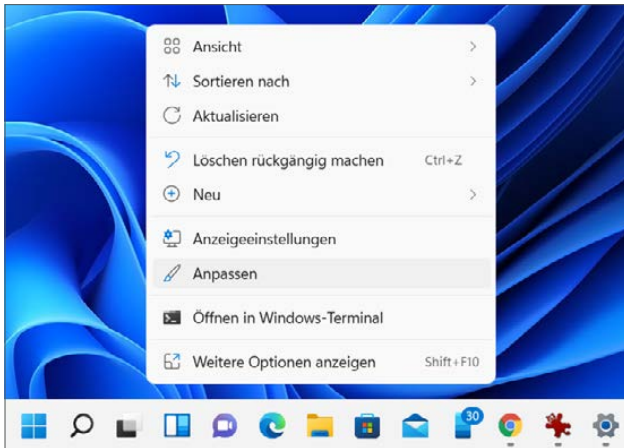 Ansicht
Sortieren nach
Aktualisieren
Löschen rückgängig machen Ctrl+Z
Neu
Anzeigeeinstellungen
Anpassen
Öffnen in Windows-Terminal
Weitere Optionen anzeigen Shift+F10
30